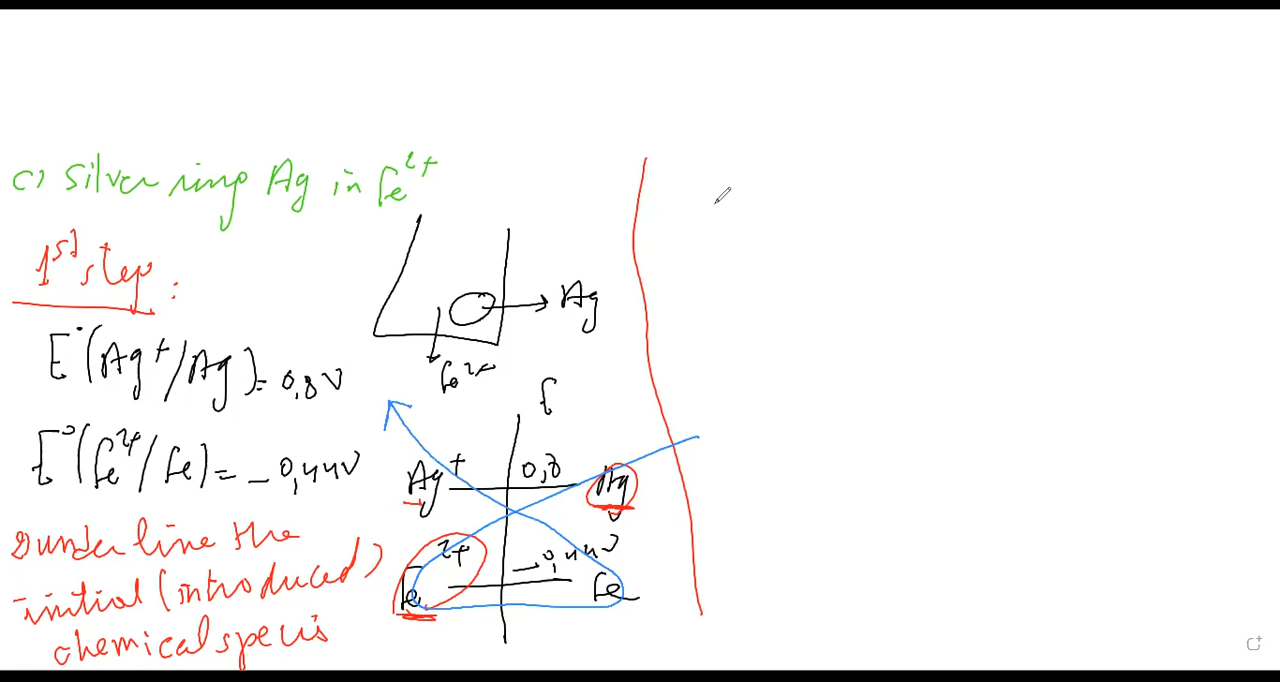 c) Silver ring Ag in Fe²⁺
1st step :
Ag
E°(Ag⁺/Ag) = 0,8V
Fe²⁺
E°(Fe²⁺/Fe) = -0,44V
E
Ag⁺ 0,8 Ag
Fe²⁺ -0,44V Fe
underline the
initial (introduced)
chemical specis